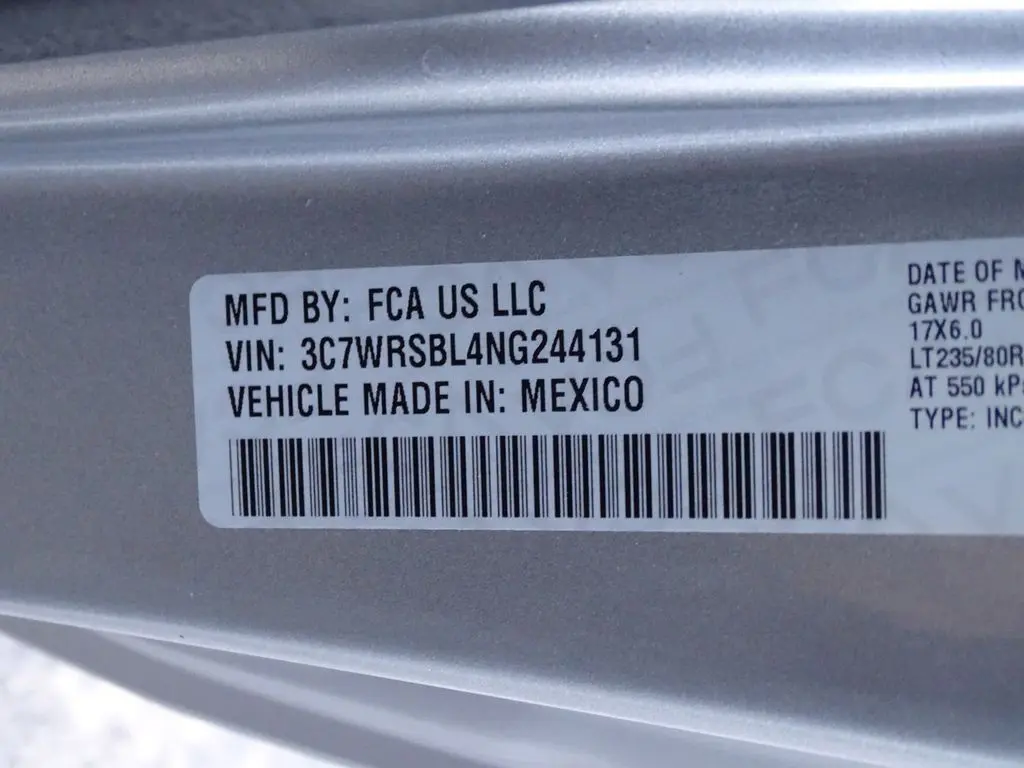 MFD BY: FCA US LLC
VIN: 3C7WRSBL4NG244131
VEHICLE MADE IN: MEXICO
DATE OF M
GAWR FRO
17X6.0
LT235/80R
AT 550 kPa
TYPE: INC